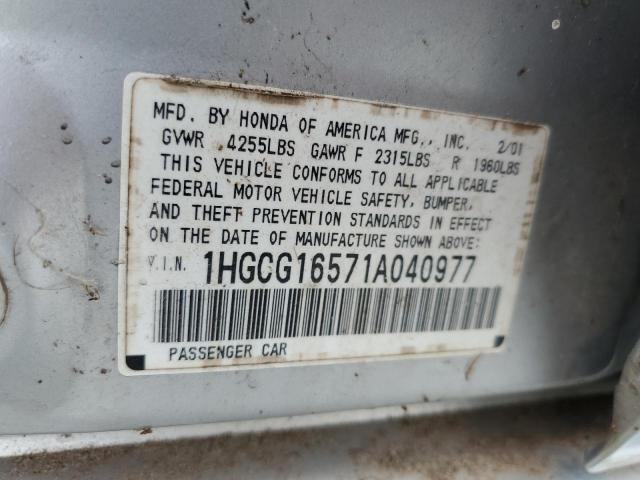 MFD. BY HONDA OF AMERICA MFG., INC. 2/01
GVWR 4255LBS GAWR F 2315LBS R 1960LBS
THIS VEHICLE CONFORMS TO ALL APPLICABLE
FEDERAL MOTOR VEHICLE SAFETY, BUMPER,
AND THEFT PREVENTION STANDARDS IN EFFECT
ON THE DATE OF MANUFACTURE SHOWN ABOVE:
V.I.N. 1HGCG16571A040977
PASSENGER CAR